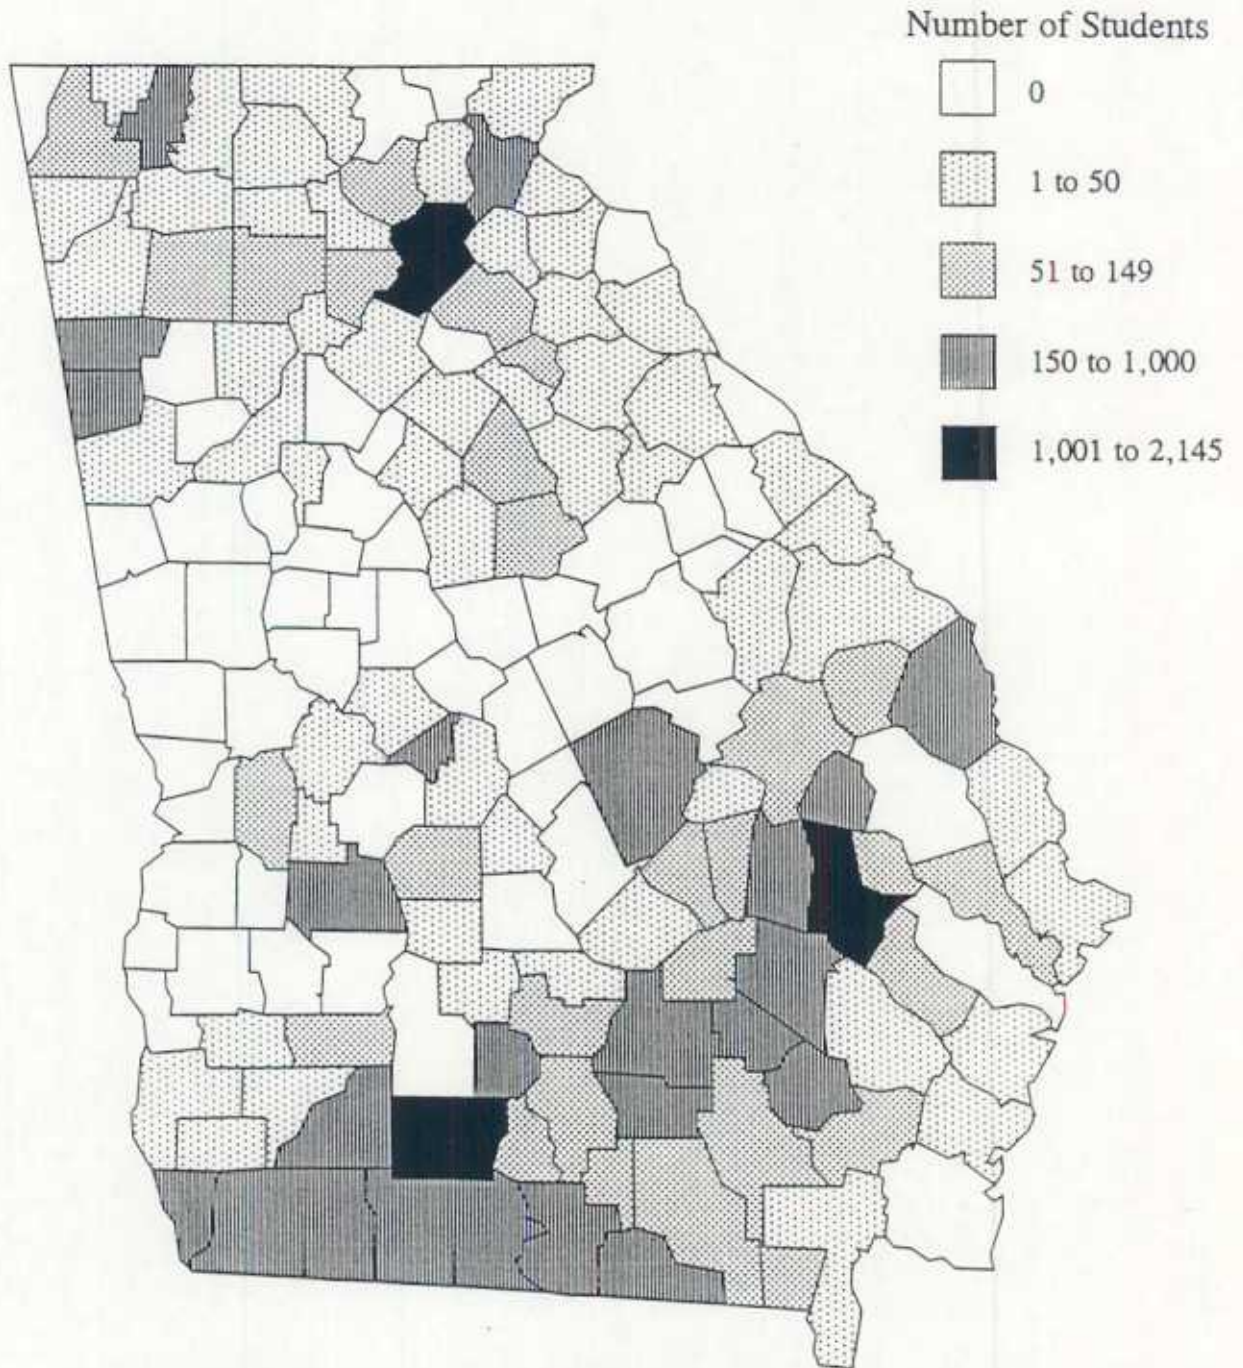 Number of Students
0
1 to 50
51 to 149
150 to 1,000
1,001 to 2,145